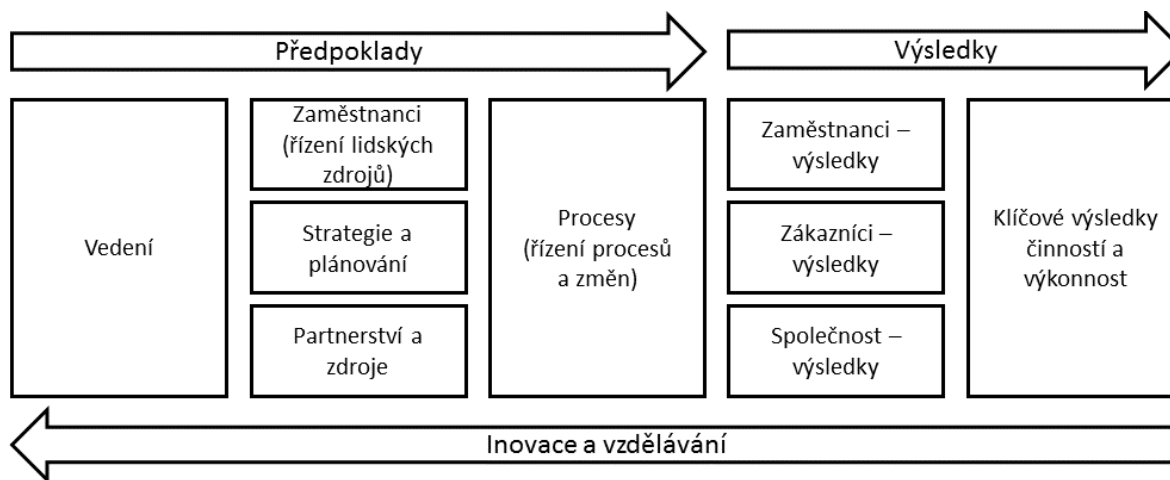 Předpoklady
Výsledky
Vedení
Zaměstnanci
(řízení lidských
zdrojů)
Strategie a
plánování
Partnerství a
zdroje
Procesy
(řízení procesů
a změn)
Zaměstnanci –
výsledky
Zákazníci –
výsledky
Společnost –
výsledky
Klíčové výsledky
činností a
výkonnost
Inovace a vzdělávání